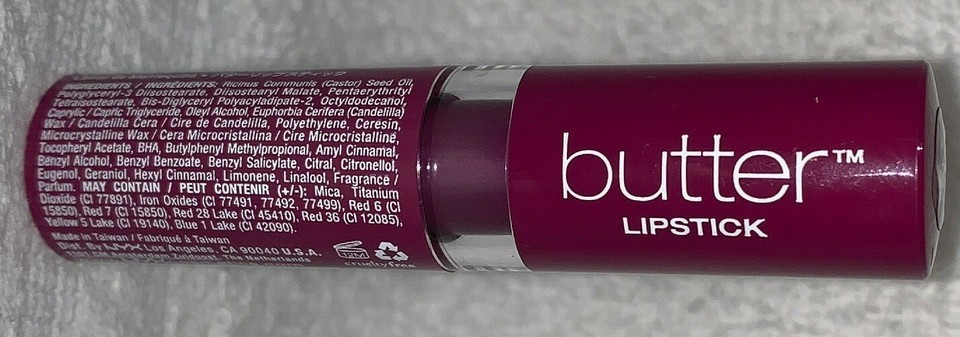 INGREDIENTS / INGRÉDIENTS: Ricinus Communis (Castor) Seed Oil,
Polyglyceryl-3 Diisostearate, Diisostearyl Malate, Pentaerythrityl
Tetraisostearate, Bis-Diglyceryl Polyacyladipate-2, Octyldodecanol,
Caprylic / Capric Triglyceride, Oleyl Alcohol, Euphorbia Cerifera (Candelilla)
Wax / Candelilla Cera / Cire de Candelilla, Polyethylene, Ceresin,
Microcrystalline Wax / Cera Microcristallina / Cire Microcristalline,
Tocopheryl Acetate, BHA, Butylphenyl Methylpropional, Amyl Cinnamal,
Benzyl Alcohol, Benzyl Benzoate, Benzyl Salicylate, Citral, Citronellol,
Eugenol, Geraniol, Hexyl Cinnamal, Limonene, Linalool, Fragrance /
Parfum. MAY CONTAIN / PEUT CONTENIR (+/-): Mica, Titanium
Dioxide (CI 77891), Iron Oxides (CI 77491, 77492, 77499), Red 6 (CI
15850), Red 7 (CI 15850), Red 28 Lake (CI 45410), Red 36 (CI 12085),
Yellow 5 Lake (CI 19140), Blue 1 Lake (CI 42090).
Made in Taiwan / Fabriqué à Taiwan
Dist. By NYX Los Angeles, CA 90040 U.S.A.
Amsterdam Zuidoost, The Netherlands
12M
crueltyfree
butter™
LIPSTICK